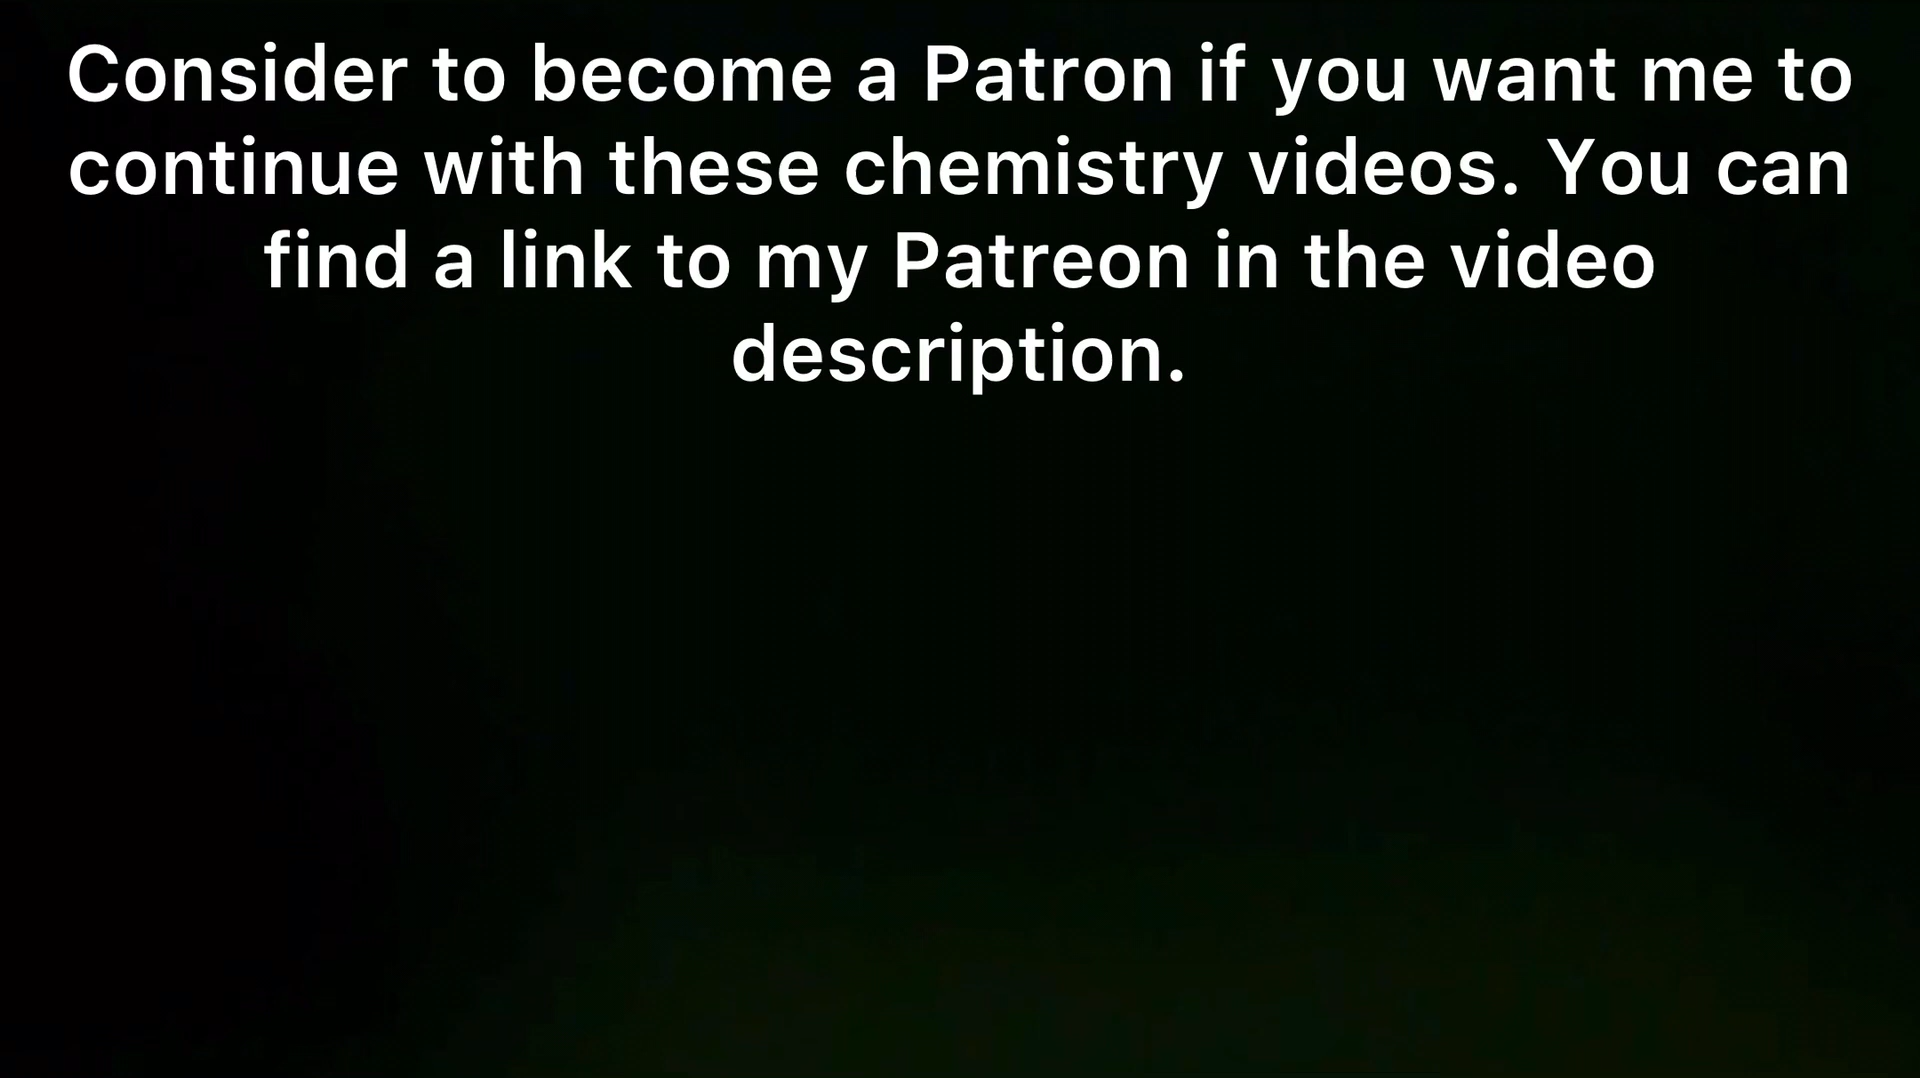 Consider to become a Patron if you want me to
continue with these chemistry videos. You can
find a link to my Patreon in the video
description.